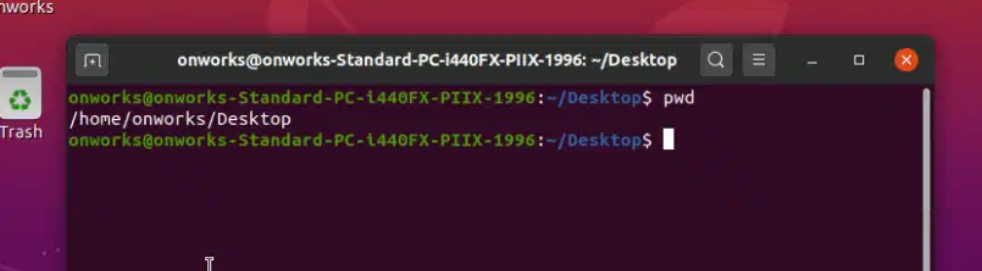 onworks@onworks-Standard-PC-i440FX-PIIX-1996: ~/Desktop
onworks@onworks-Standard-PC-i440FX-PIIX-1996:~/Desktop$ pwd
/home/onworks/Desktop
onworks@onworks-Standard-PC-i440FX-PIIX-1996:~/Desktop$
Trash